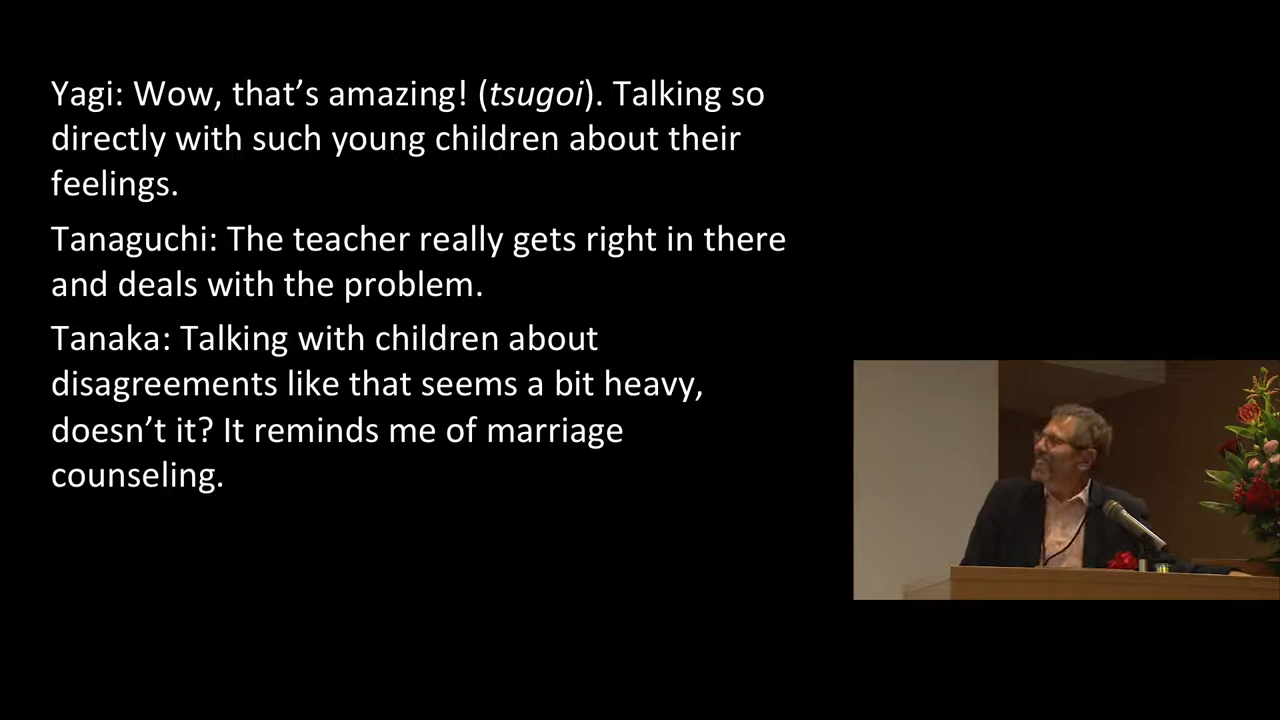 Yagi: Wow, that’s amazing! (tsugoi). Talking so
directly with such young children about their
feelings.
Tanaguchi: The teacher really gets right in there
and deals with the problem.
Tanaka: Talking with children about
disagreements like that seems a bit heavy,
doesn’t it? It reminds me of marriage
counseling.